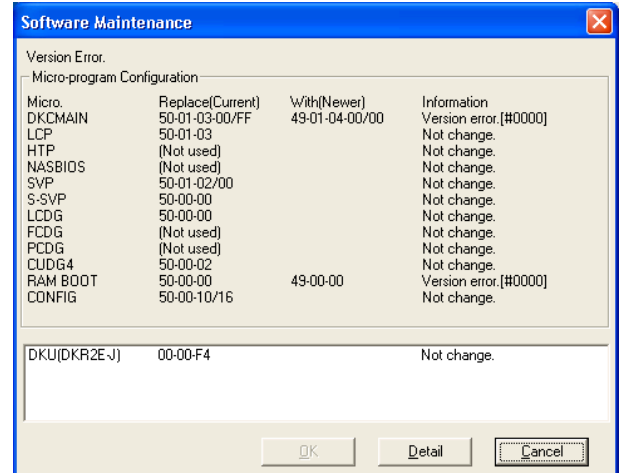 Software Maintenance
Version Error.
Micro-program Configuration
Micro. Replace(Current) With(Newer) Information
DKCMAIN 50-01-03-00/FF 49-01-04-00/00 Version error.[#0000]
LCP 50-01-03 Not change.
HTP (Not used) Not change.
NASBIOS (Not used) Not change.
SVP 50-01-02/00 Not change.
S-SVP 50-00-00 Not change.
LCDG 50-00-00 Not change.
FCDG (Not used) Not change.
PCDG (Not used) Not change.
CUDG4 50-00-02 Not change.
RAM BOOT 50-00-00 49-00-00 Version error.[#0000]
CONFIG 50-00-10/16 Not change.
DKU(DKR2E-J) 00-00-F4 Not change.
OK Detail Cancel